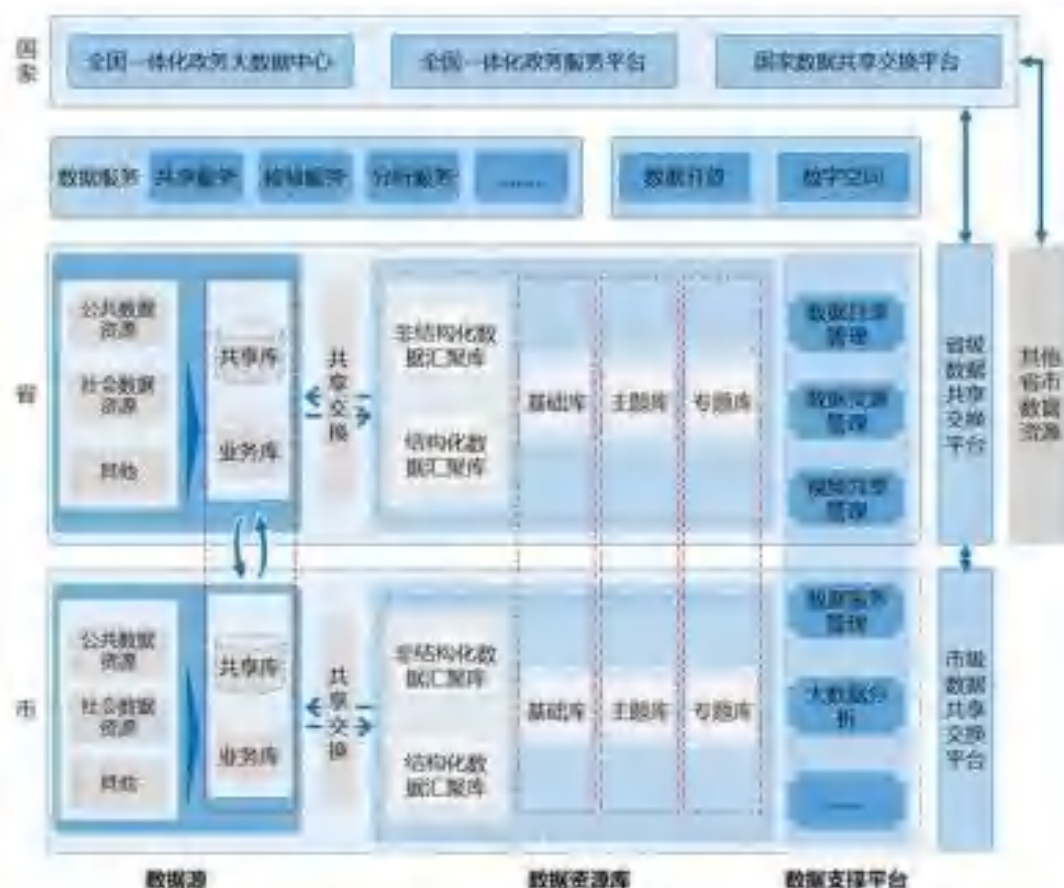 国家
全国一体化政务大数据中心
全国一体化政务服务平台
国家数据共享交换平台
数据服务
共享服务
分析服务
……
数据开放
数字空间
省
公共数据
资源
社会数据
资源
其他
共享库
业务库
共享交换
非结构化数
据汇聚库
结构化数
据汇聚库
基础库
主题库
专题库
数据目录
管理
数据资源
管理
视频共享
管理
省级数据共享交换平台
其他省市数据资源
市
公共数据
资源
社会数据
资源
其他
共享库
业务库
共享交换
非结构化数
据汇聚库
结构化数
据汇聚库
基础库
主题库
专题库
数据服务
管理
大数据分
析
……
市级数据共享交换平台
数据源
数据资源库
数据支撑平台